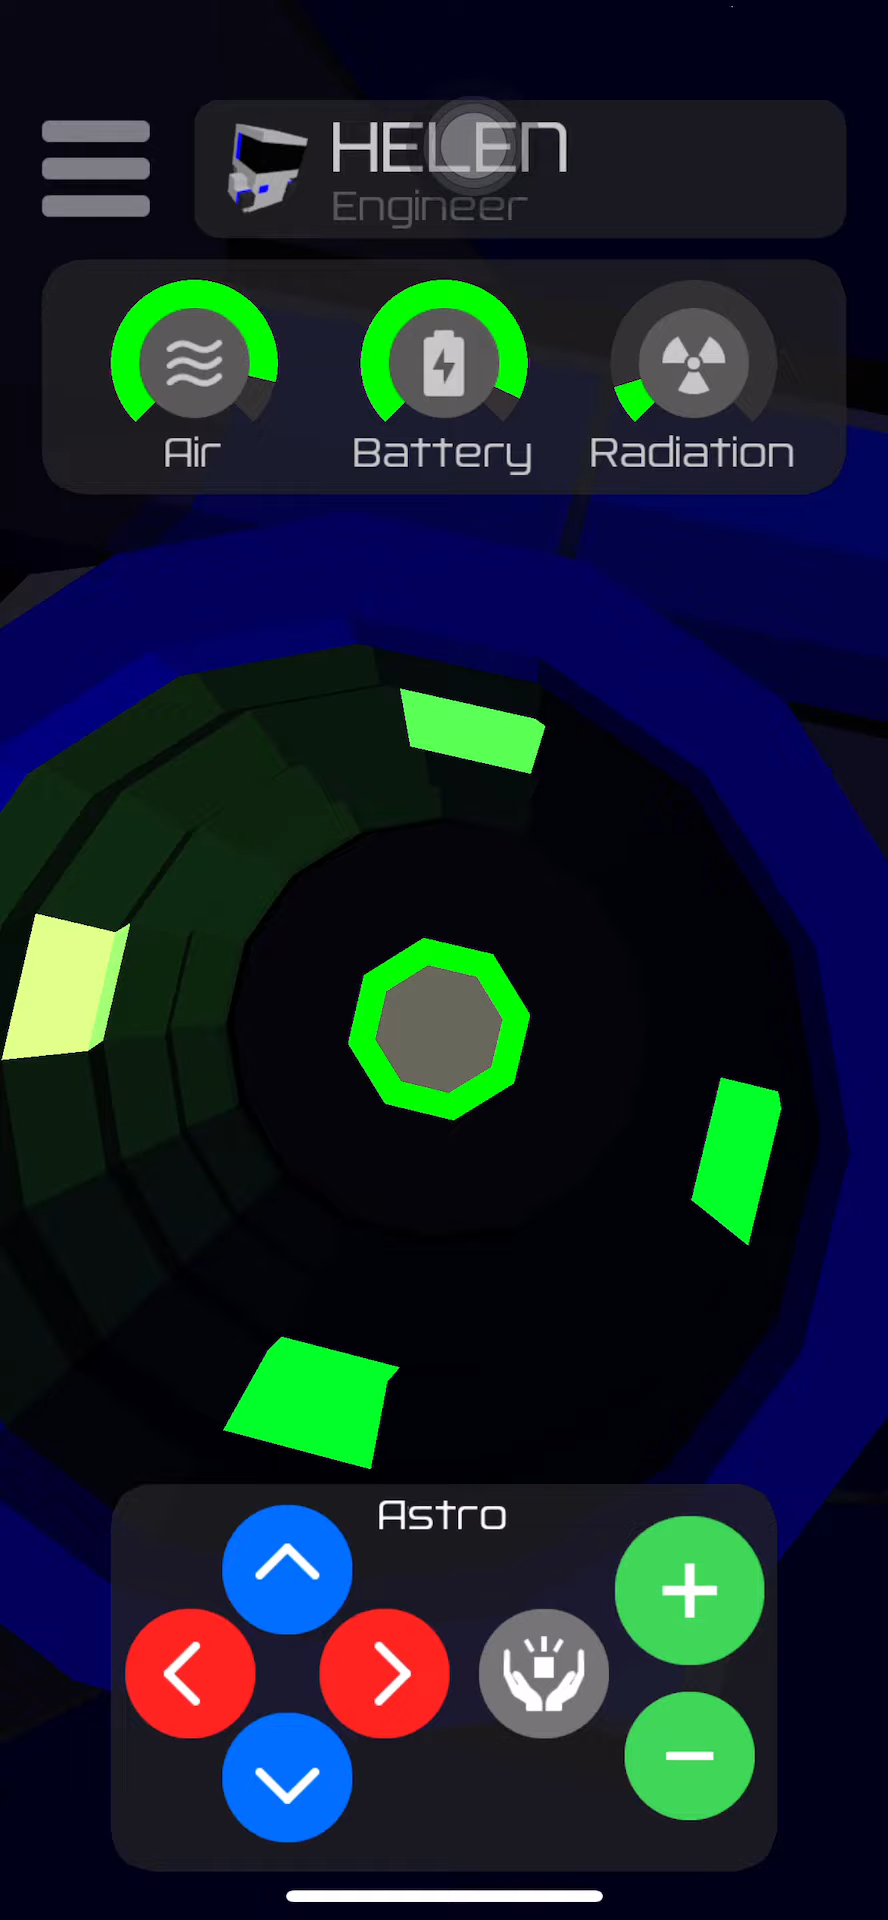 HELEN
Engineer
Air
Battery
Radiation
Astro